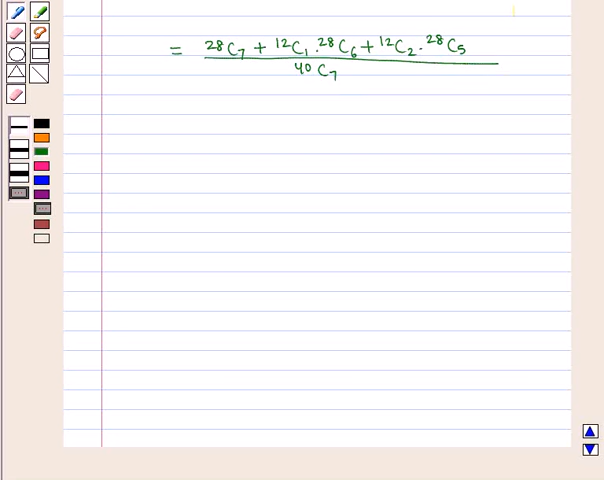 = ²⁸C₇ + ¹²C₁ . ²⁸C₆ + ¹²C₂ . ²⁸C₅
⁴⁰C₇